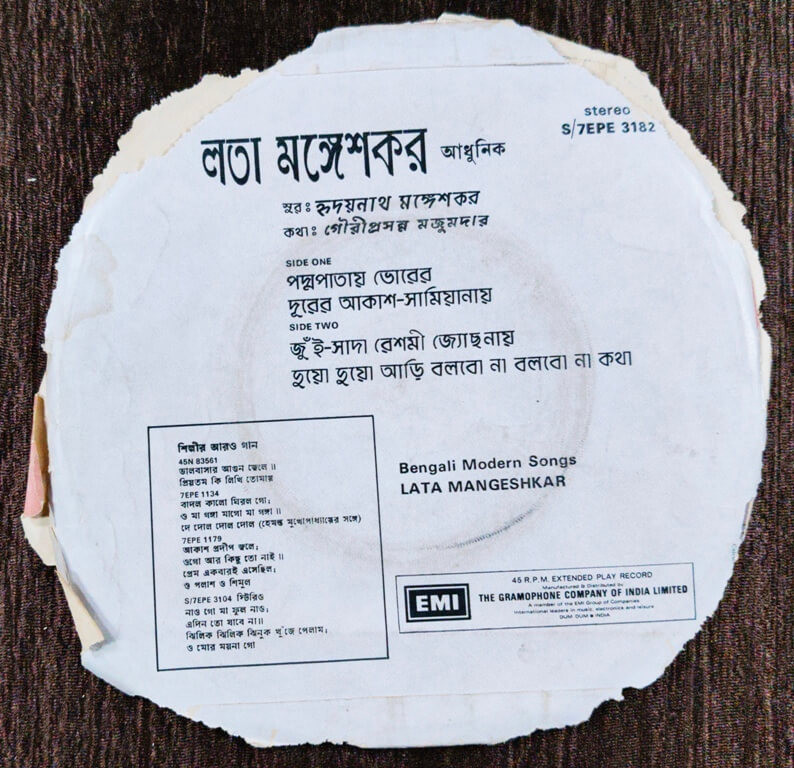 stereo
S/7EPE 3182
লতা মঙ্গেশকর আধুনিক
সুর: হৃদয়নাথ মঙ্গেশকর
কথা: গৌরীপ্রসন্ন মজুমদার
SIDE ONE
পদ্মপাতায় ভোরের
দূরের আকাশ-সামিয়ানায়
SIDE TWO
জুঁই-সাদা রেশমী জ্যোছনায়
দুয়ো দুয়ো আড়ি বলবো না বলবো না কথা
শিল্পীর আরও গান
45N 83561
ভালবাসার আগুন জ্বেলে ॥
প্রিয়তম কি লিখি তোমায়
7EPE 1134
বাদল কালো ঘিরল গো;
ও মা গঙ্গা মাগো মা গঙ্গা ॥
দে দোল দোল দোল (হেমন্ত মুখোপাধ্যায়ের সঙ্গে)
7EPE 1179
আকাশ প্রদীপ জ্বলে;
ওগো আর কিছু তো নাই ॥
প্রেম একবারই এসেছিল;
ও পলাশ ও শিমুল
S/7EPE 3104 স্টিরিও
নাও গো মা ফুল নাও;
এদিন তো যাবে না॥
ঝিলিক ঝিলিক ঝিনুক খুঁজে পেলাম;
ও মোর ময়না গো
Bengali Modern Songs
LATA MANGESHKAR
EMI
45 R.P.M. EXTENDED PLAY RECORD
Manufactured & Distributed by
THE GRAMOPHONE COMPANY OF INDIA LIMITED
A member of the EMI Group of Companies
International leaders in music, electronics and leisure
DUM DUM INDIA